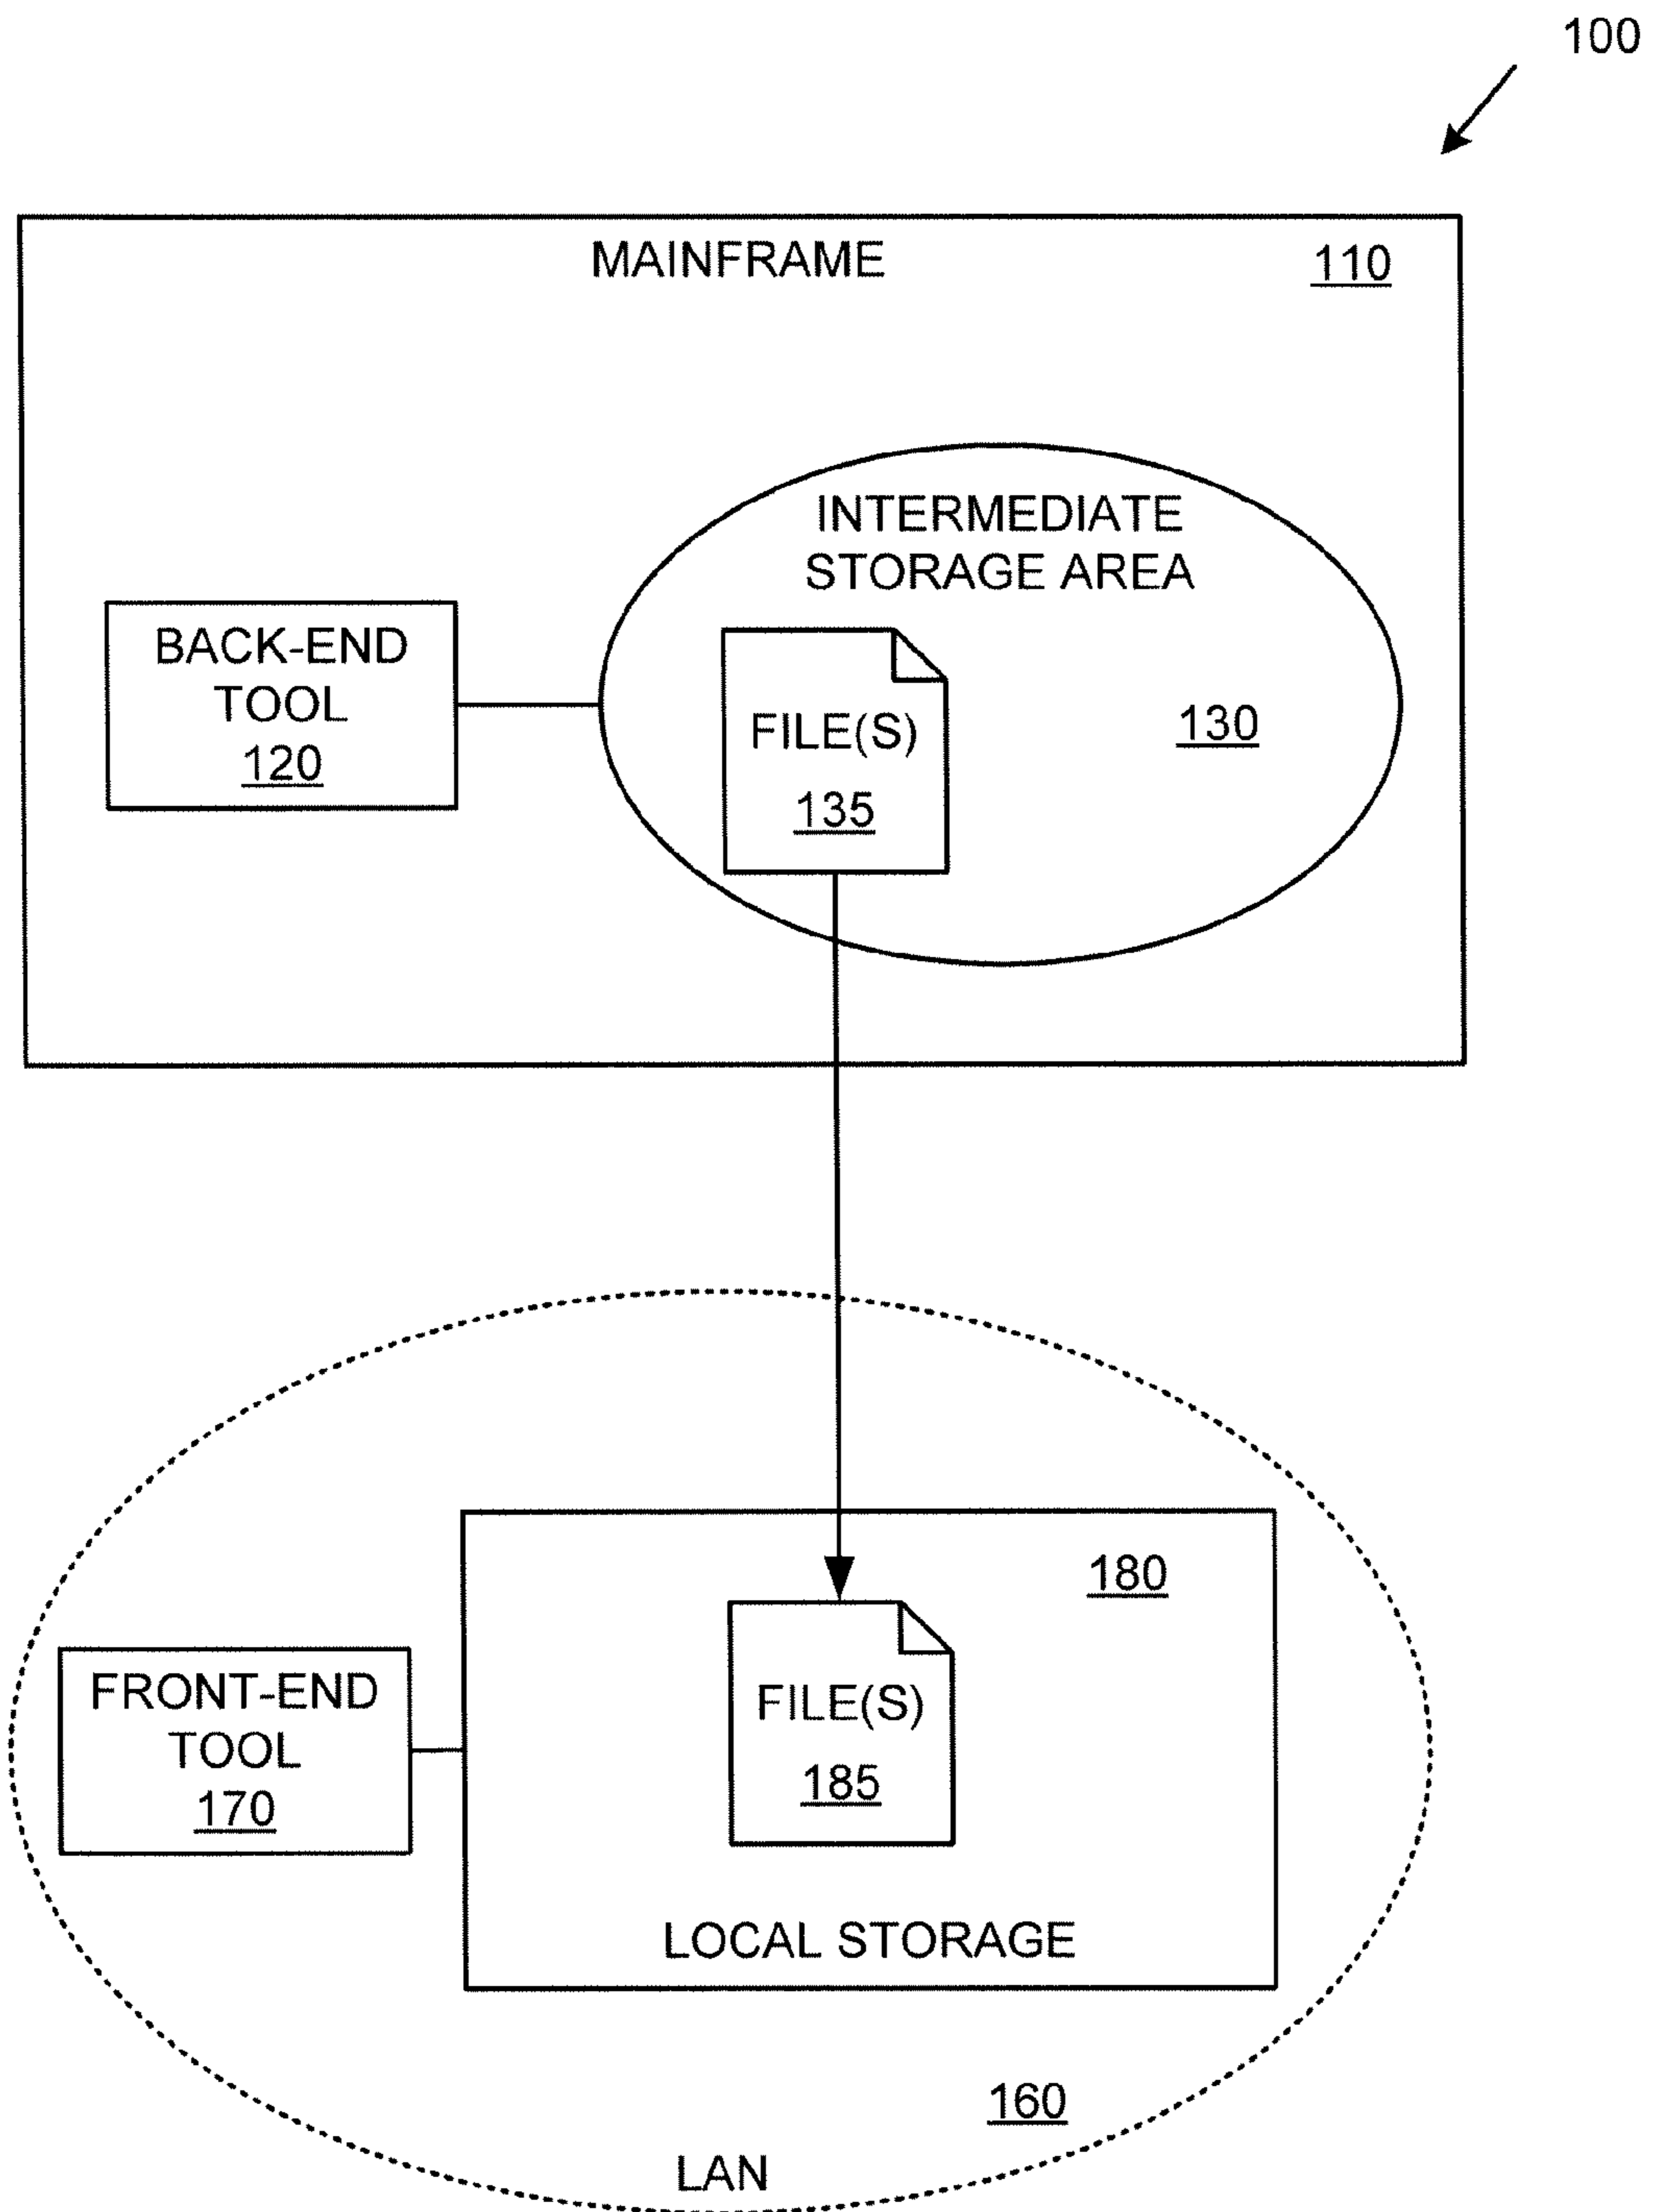 100
MAINFRAME
110
INTERMEDIATE
STORAGE AREA
BACK-END
TOOL
120
FILE(S)
135
130
180
FRONT-END
TOOL
170
FILE(S)
185
LOCAL STORAGE
160
LAN